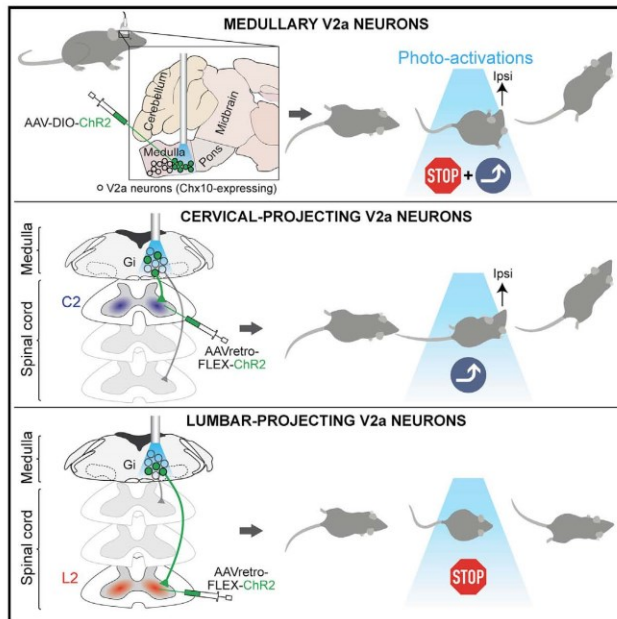 MEDULLARY V2a NEURONS
Photo-activations
Ipsi
AAV-DIO-ChR2
Cerebellum
Midbrain
Medulla
Pons
V2a neurons (Chx10-expressing)
STOP +
CERVICAL-PROJECTING V2a NEURONS
Medulla
Gi
Ipsi
C2
Spinal cord
AAVretro-
FLEX-ChR2
LUMBAR-PROJECTING V2a NEURONS
Medulla
Gi
Spinal cord
L2
AAVretro-
FLEX-ChR2
STOP